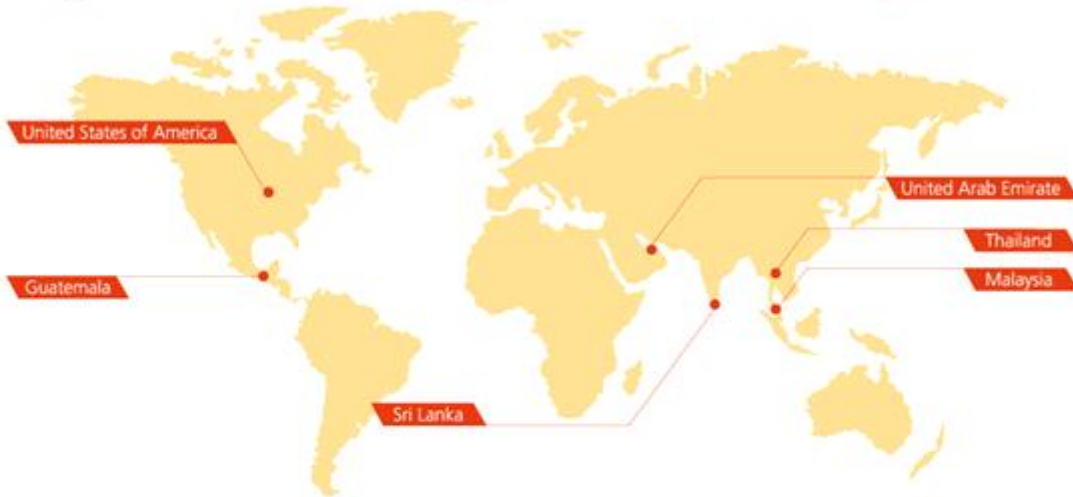 United States of America
United Arab Emirate
Thailand
Guatemala
Malaysia
Sri Lanka